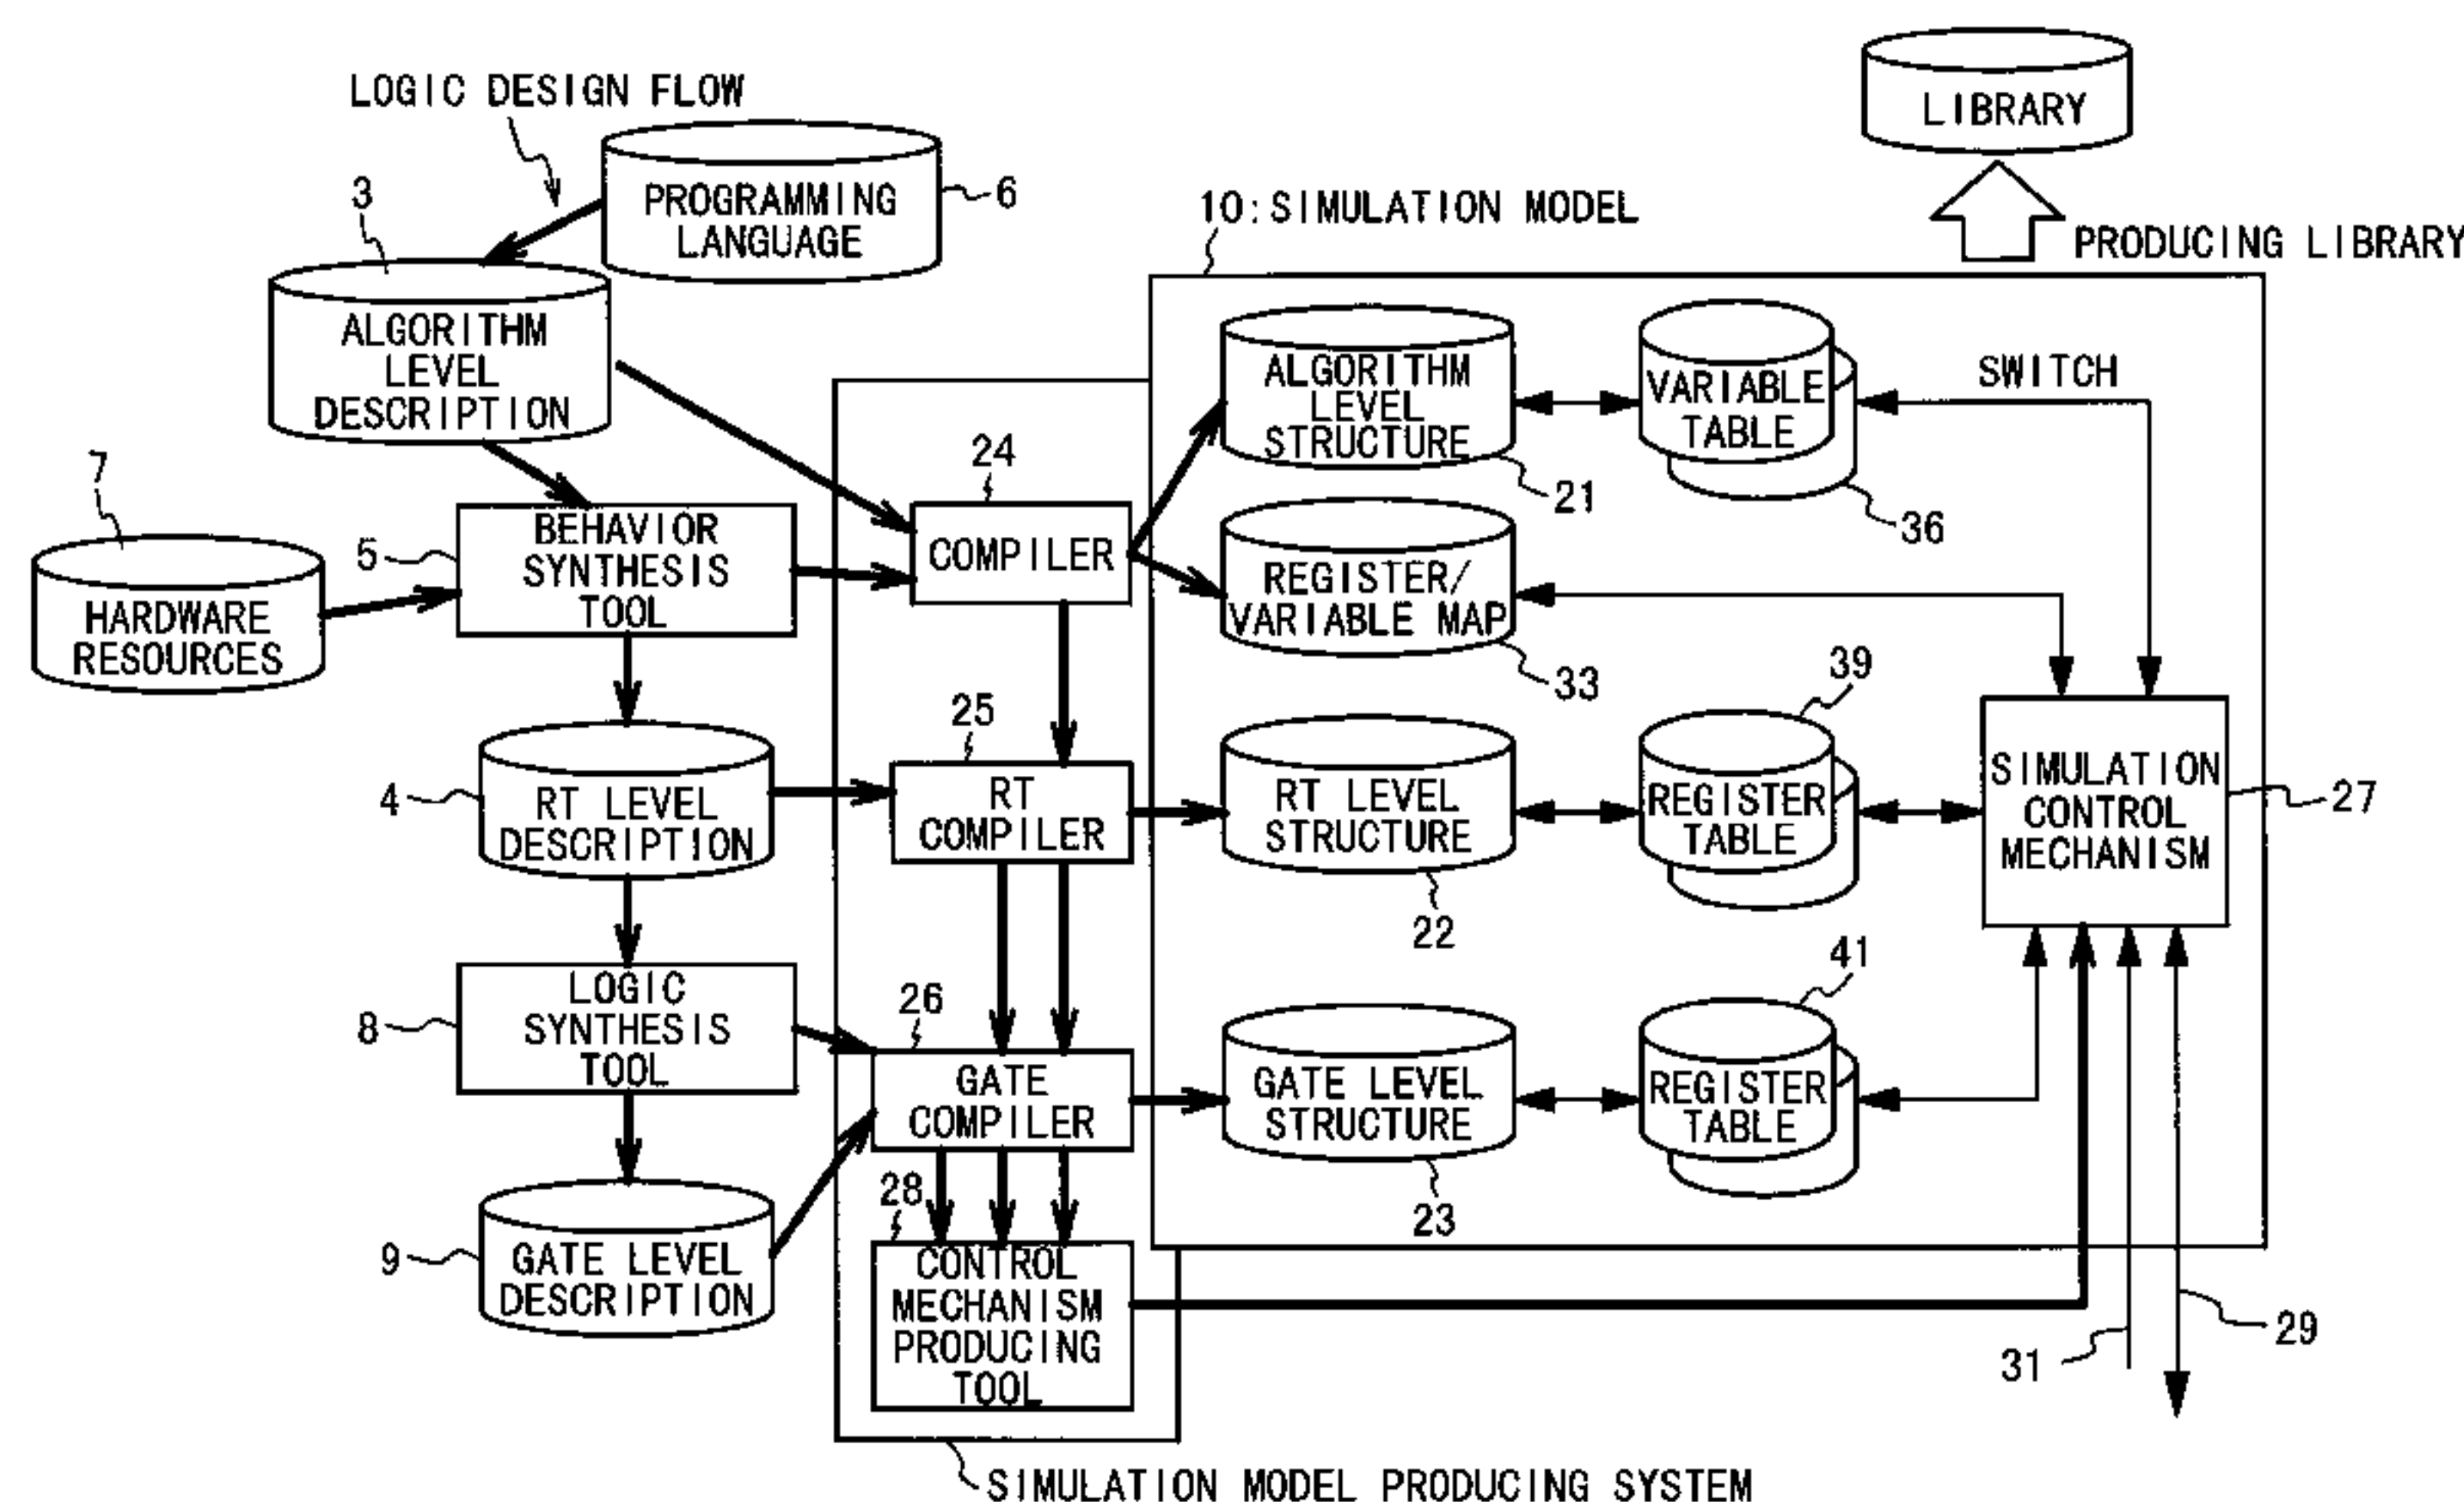 LOGIC DESIGN FLOW
LIBRARY
PRODUCING LIBRARY
PROGRAMMING
LANGUAGE
6
3
ALGORITHM
LEVEL
DESCRIPTION
10:SIMULATION MODEL
ALGORITHM
LEVEL
STRUCTURE
21
VARIABLE
TABLE
36
SWITCH
7
HARDWARE
RESOURCES
5
BEHAVIOR
SYNTHESIS
TOOL
24
COMPILER
REGISTER/
VARIABLE MAP
33
4
RT LEVEL
DESCRIPTION
25
RT
COMPILER
RT LEVEL
STRUCTURE
22
39
REGISTER
TABLE
SIMULATION
CONTROL
MECHANISM
27
8
LOGIC
SYNTHESIS
TOOL
26
GATE
COMPILER
GATE LEVEL
STRUCTURE
23
41
REGISTER
TABLE
9
GATE LEVEL
DESCRIPTION
28
CONTROL
MECHANISM
PRODUCING
TOOL
31
29
SIMULATION MODEL PRODUCING SYSTEM